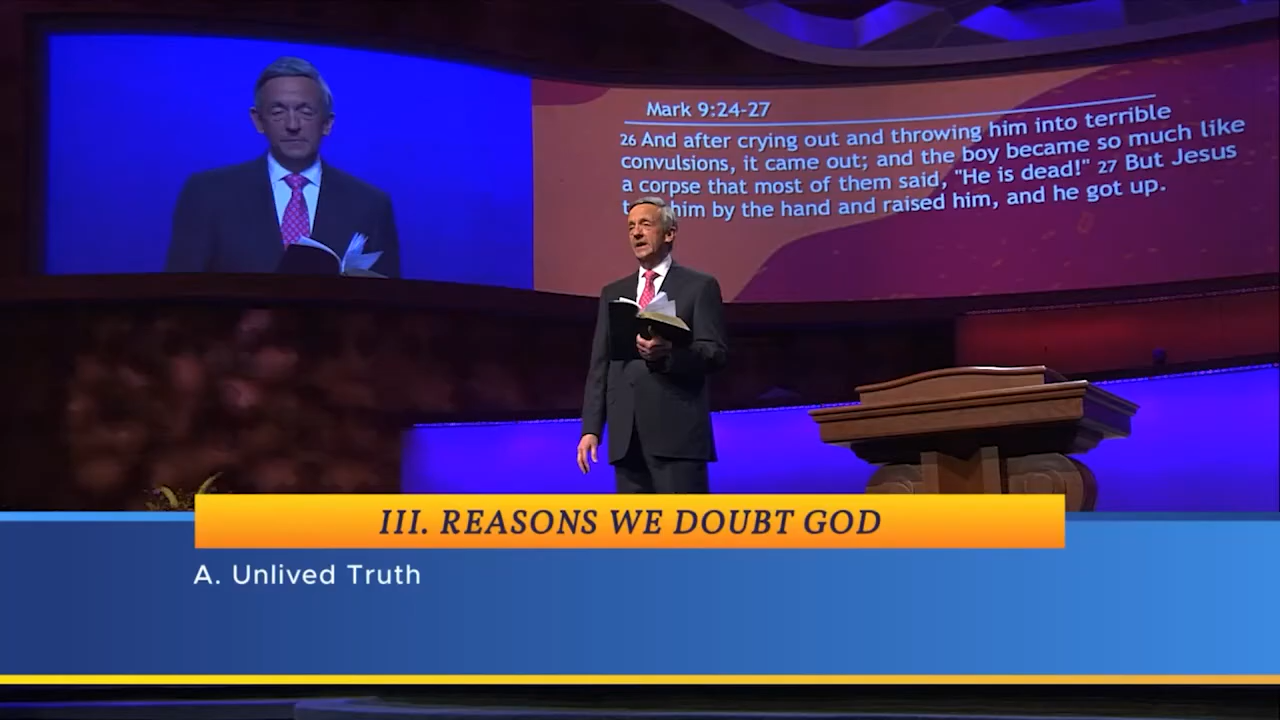 Mark 9:24-27
26 And after crying out and throwing him into terrible
convulsions, it came out; and the boy became so much like
a corpse that most of them said, "He is dead!" 27 But Jesus
him by the hand and raised him, and he got up.
III. REASONS WE DOUBT GOD
A. Unlived Truth